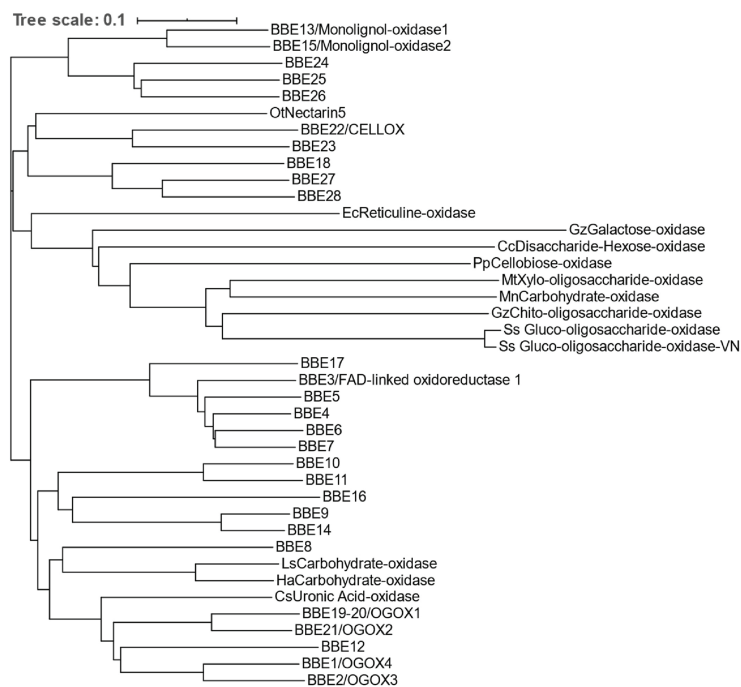 Tree scale: 0.1
BBE13/Monolignol-oxidase1
BBE15/Monolignol-oxidase2
BBE24
BBE25
BBE26
OtNectarin5
BBE22/CELLOX
BBE23
BBE18
BBE27
BBE28
EcReticuline-oxidase
GzGalactose-oxidase
CcDisaccharide-Hexose-oxidase
PpCellobiose-oxidase
MtXylo-oligosaccharide-oxidase
MnCarbohydrate-oxidase
GzChito-oligosaccharide-oxidase
Ss Gluco-oligosaccharide-oxidase
Ss Gluco-oligosaccharide-oxidase-VN
BBE17
BBE3/FAD-linked oxidoreductase 1
BBE5
BBE4
BBE6
BBE7
BBE10
BBE11
BBE16
BBE9
BBE14
BBE8
LsCarbohydrate-oxidase
HaCarbohydrate-oxidase
CsUronic Acid-oxidase
BBE19-20/OGOX1
BBE21/OGOX2
BBE12
BBE1/OGOX4
BBE2/OGOX3